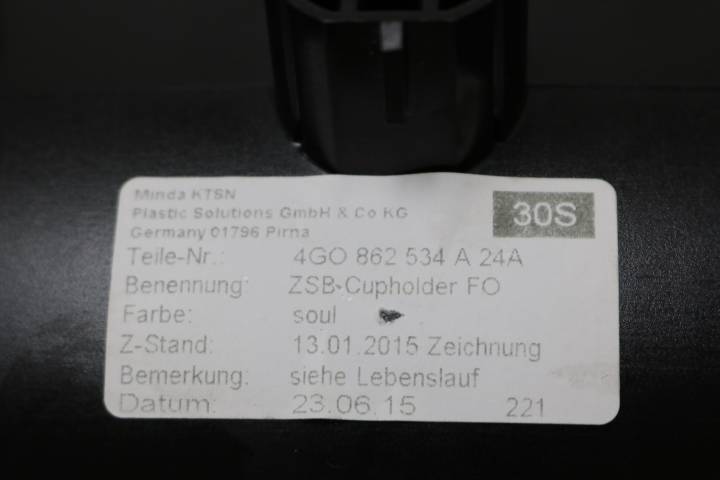 Minda KTSN
Plastic Solutions GmbH & Co KG
Germany 01796 Pirna
30S
Teile-Nr.: 4GO 862 534 A 24A
Benennung: ZSB-Cupholder FO
Farbe: soul
Z-Stand: 13.01.2015 Zeichnung
Bemerkung: siehe Lebenslauf
Datum: 23.06.15 221